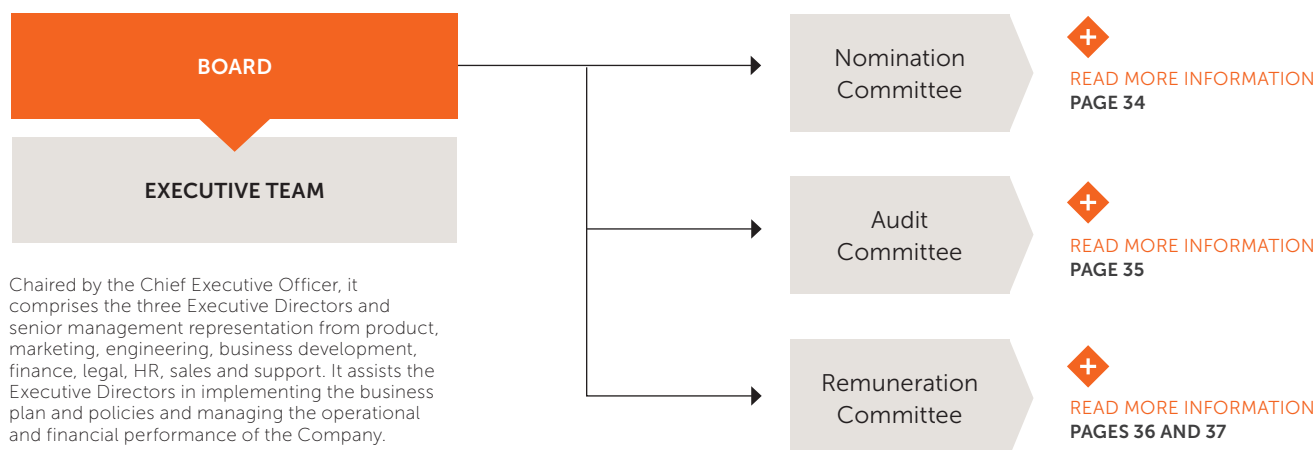 BOARD
EXECUTIVE TEAM
Chaired by the Chief Executive Officer, it
comprises the three Executive Directors and
senior management representation from product,
marketing, engineering, business development,
finance, legal, HR, sales and support. It assists the
Executive Directors in implementing the business
plan and policies and managing the operational
and financial performance of the Company.
Nomination
Committee
READ MORE INFORMATION
PAGE 34
Audit
Committee
READ MORE INFORMATION
PAGE 35
Remuneration
Committee
READ MORE INFORMATION
PAGES 36 AND 37